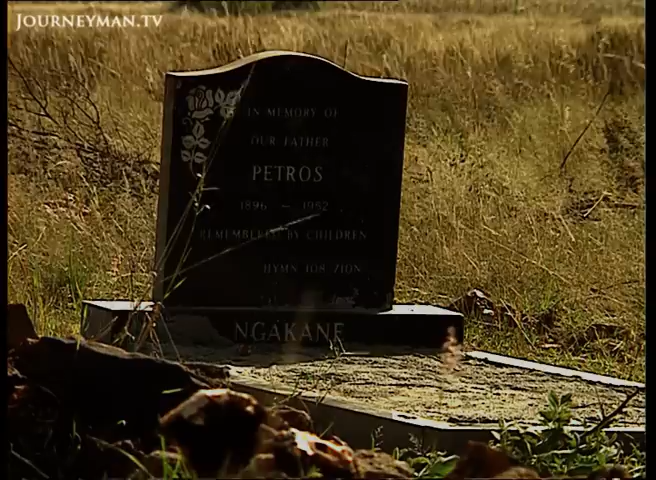 JOURNEYMAN.TV
IN MEMORY OF
OUR FATHER
PETROS
1896 – 1982
REMEMBERED BY CHILDREN
HYMN 108 ZION
NGAKANE